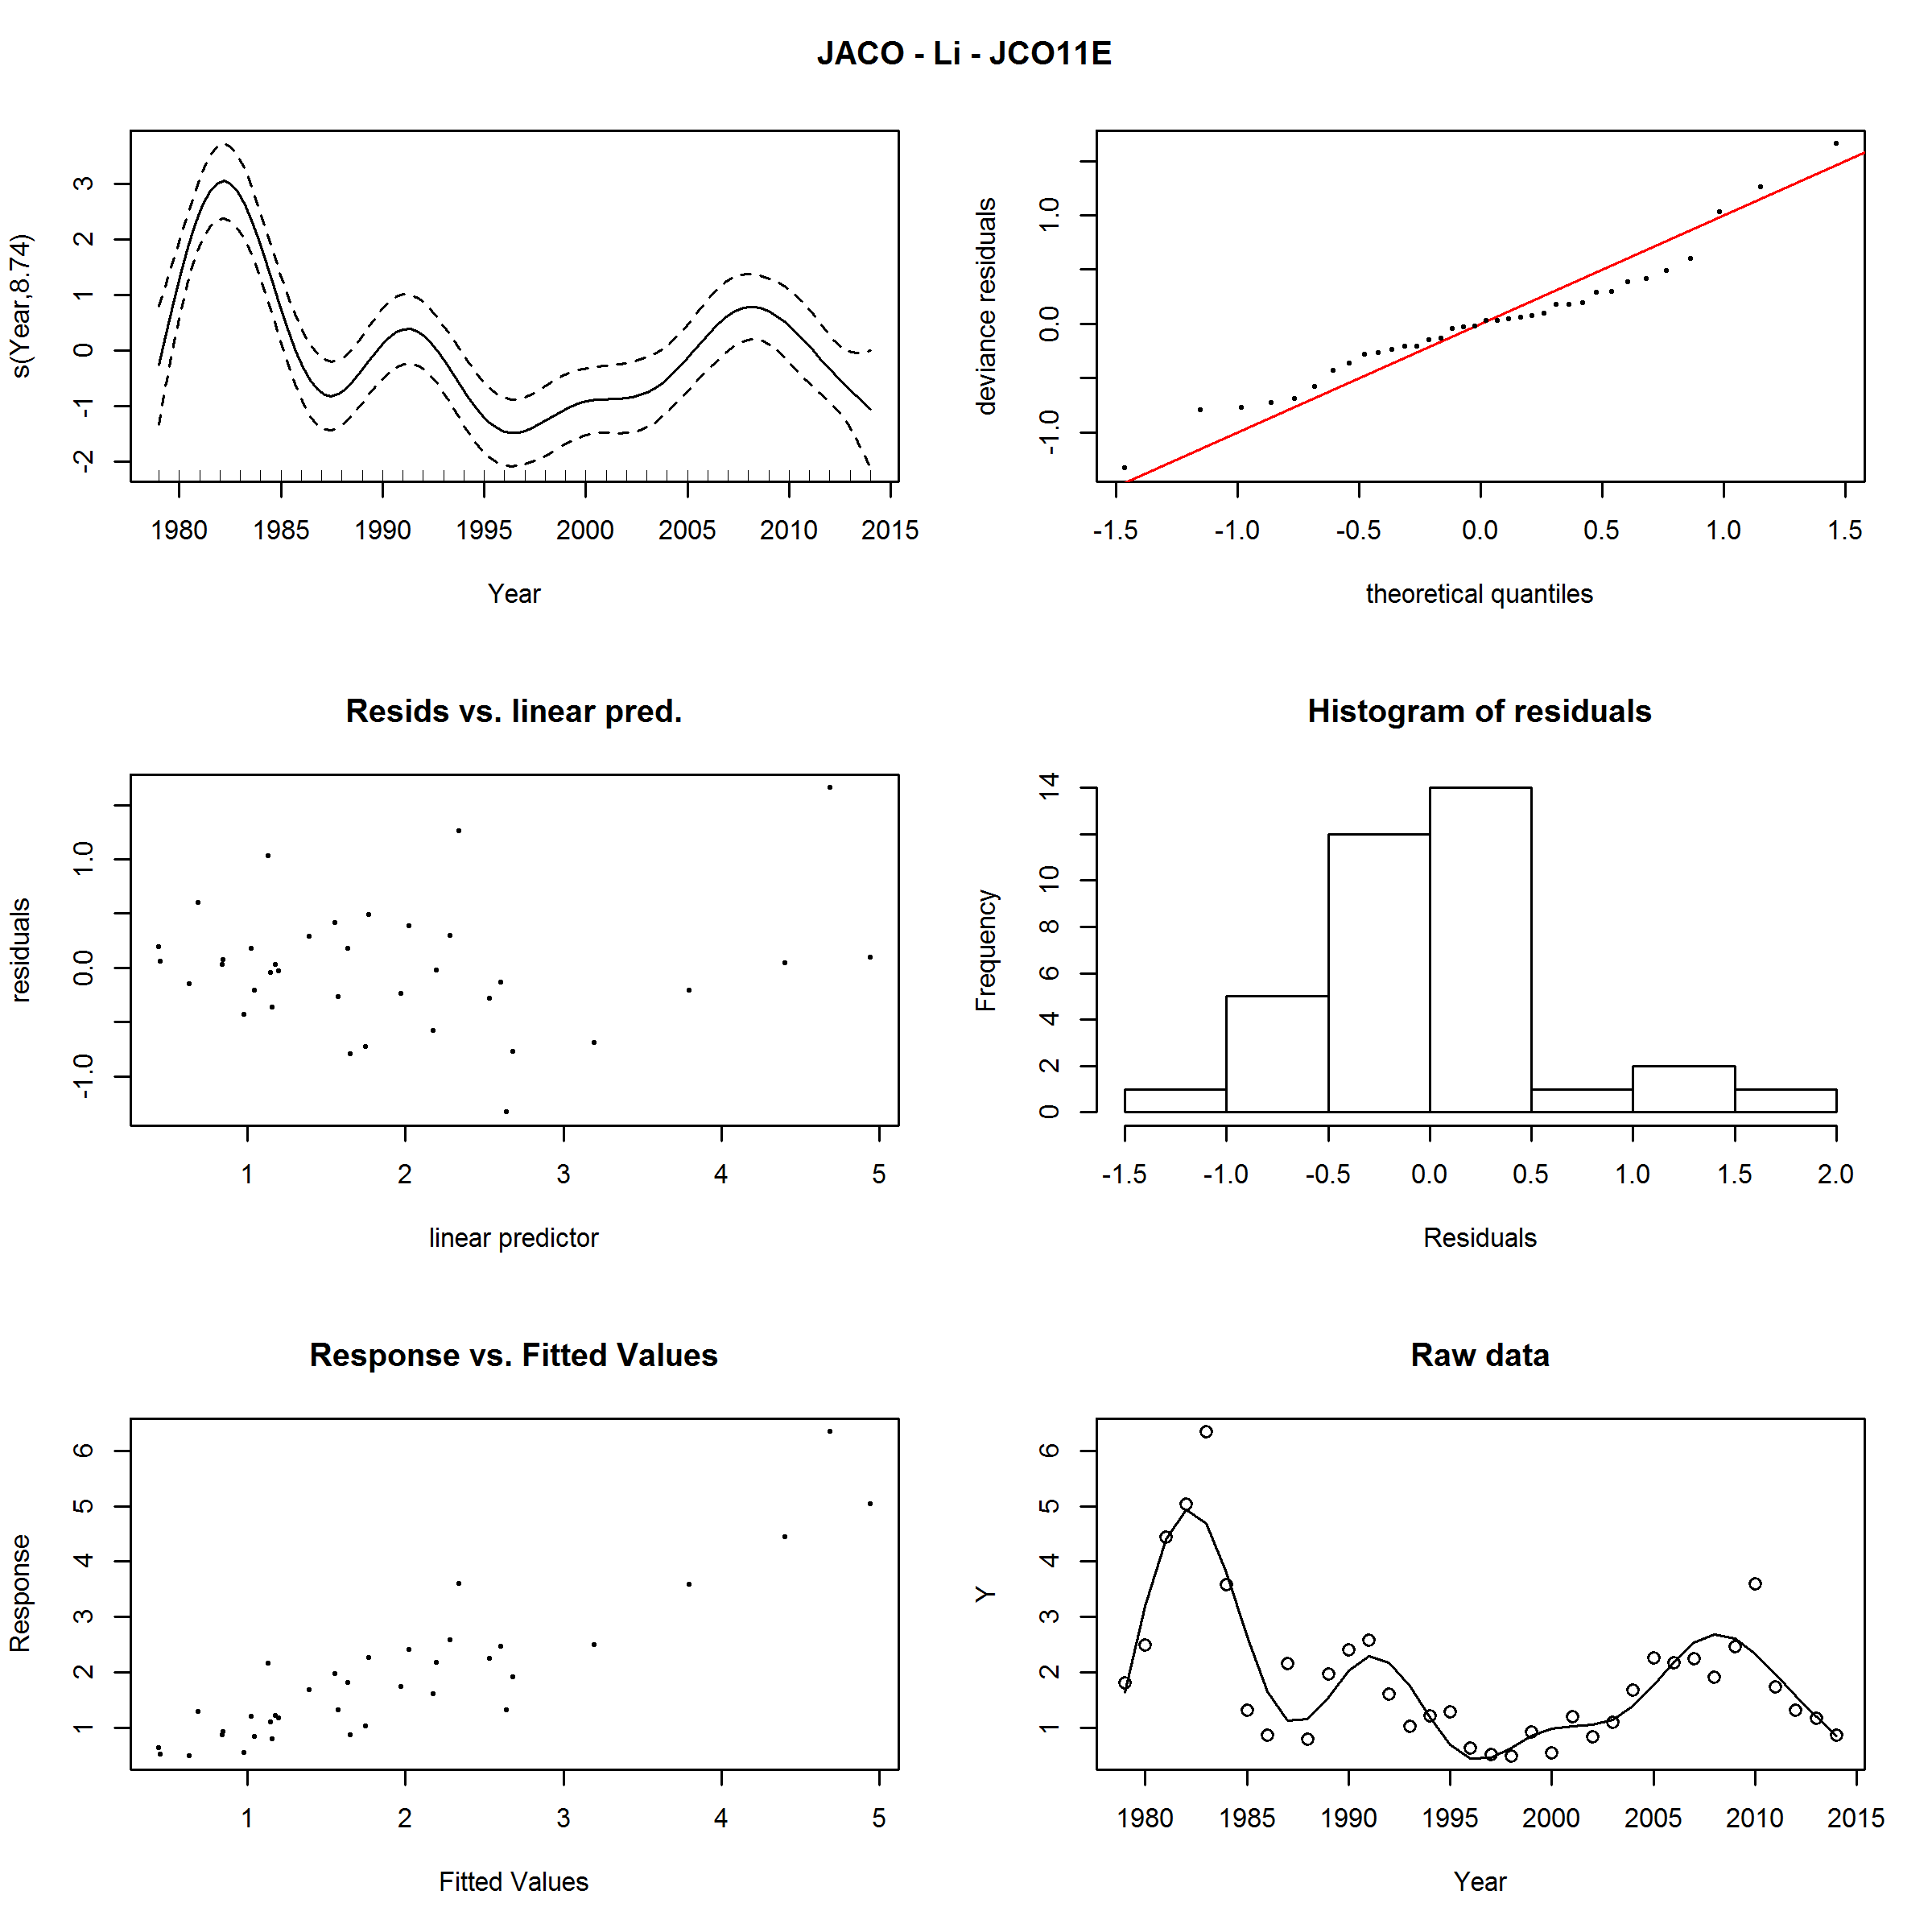 JACO - Li - JCO11E
s(Year,8.74)
3
2
1
0
-1
-2
1980 1985 1990 1995 2000 2005 2010 2015
Year
deviance residuals
1.0
0.0
-1.0
-1.5 -1.0 -0.5 0.0 0.5 1.0 1.5
theoretical quantiles
Resids vs. linear pred.
residuals
1.0
0.0
-1.0
1 2 3 4 5
linear predictor
Histogram of residuals
Frequency
14
10
8
6
4
2
0
-1.5 -1.0 -0.5 0.0 0.5 1.0 1.5 2.0
Residuals
Response vs. Fitted Values
Response
6
5
4
3
2
1
1 2 3 4 5
Fitted Values
Raw data
Y
6
5
4
3
2
1
1980 1985 1990 1995 2000 2005 2010 2015
Year